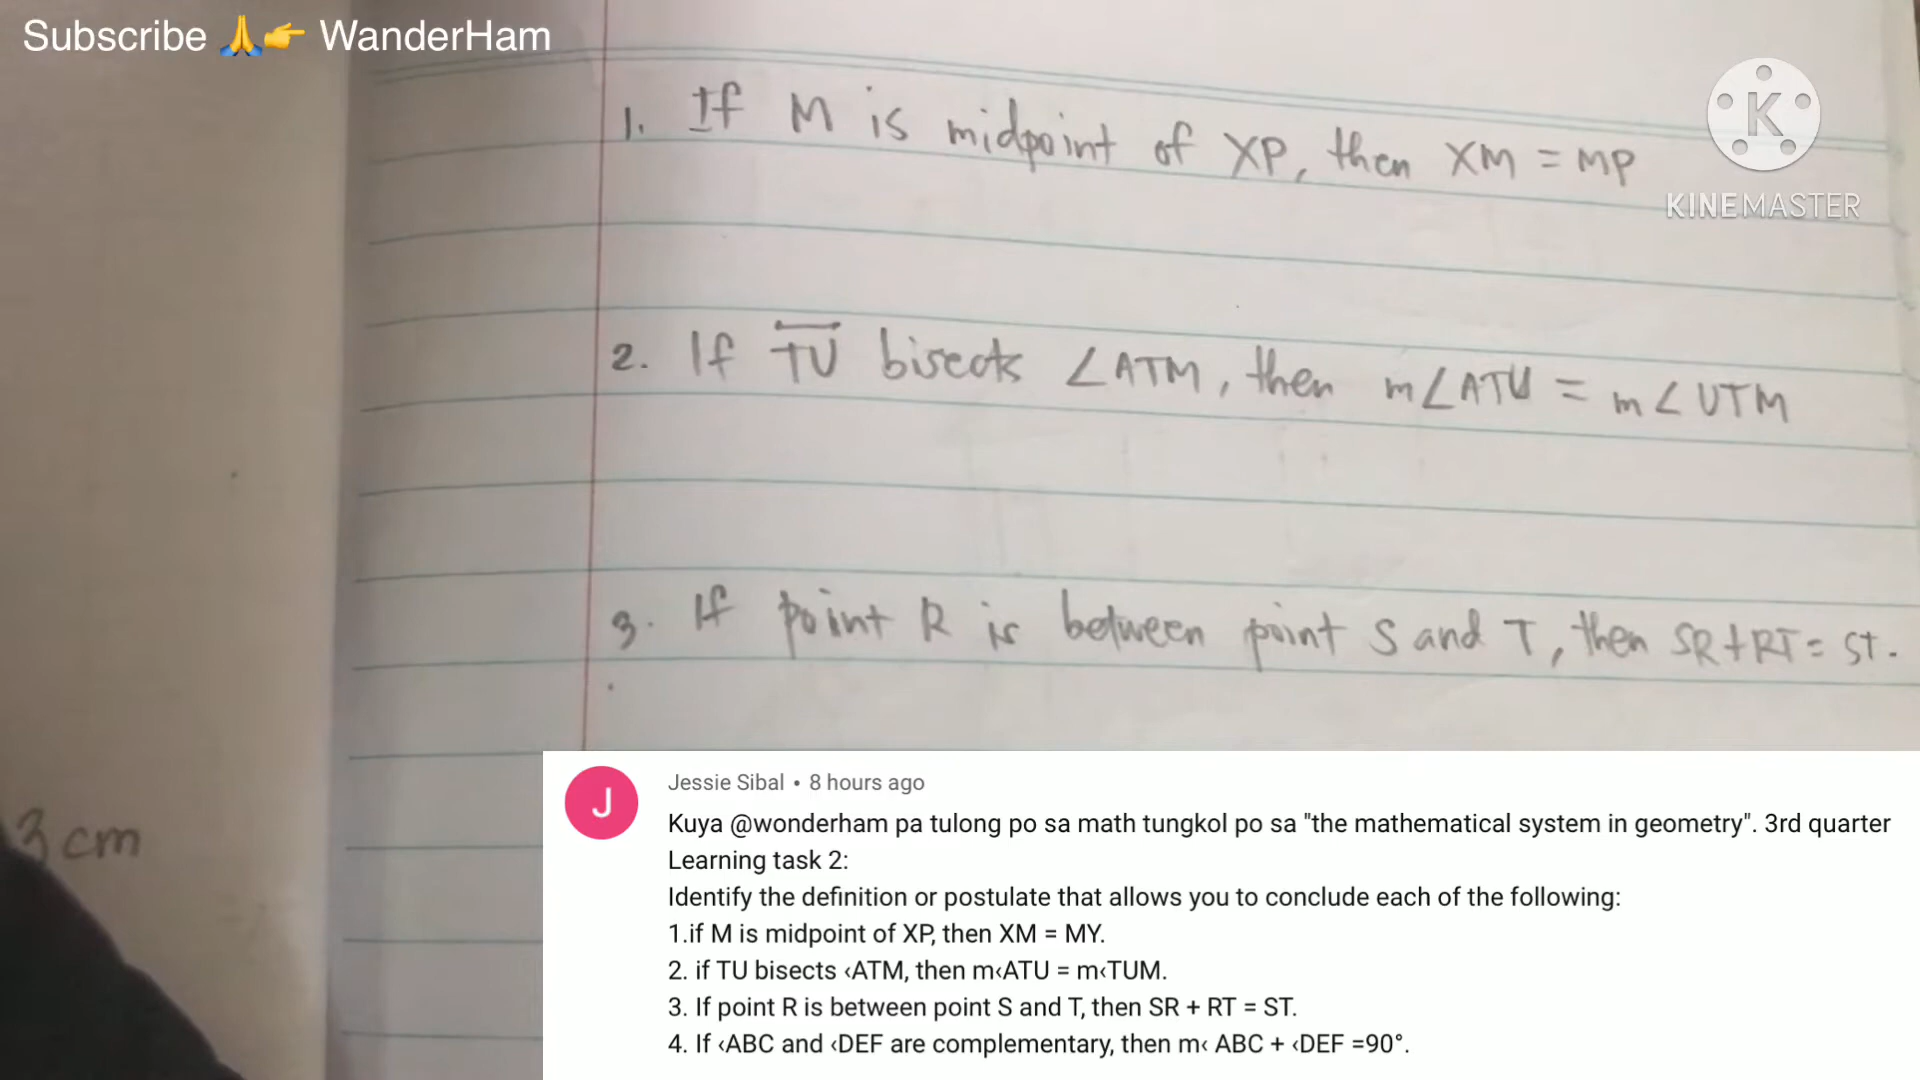 Subscribe 🙏👉 WanderHam
K
KINEMASTER
1. If M is midpoint of XP, then XM = MP
2. If TU bisects ∠ATM, then m∠ATU = m∠UTM
3. If point R is between point S and T, then SR+RT= ST.
3 cm
J
Jessie Sibal • 8 hours ago
Kuya @wonderham pa tulong po sa math tungkol po sa "the mathematical system in geometry". 3rd quarter
Learning task 2:
Identify the definition or postulate that allows you to conclude each of the following:
1.if M is midpoint of XP, then XM = MY.
2. if TU bisects ‹ATM, then m‹ATU = m‹TUM.
3. If point R is between point S and T, then SR + RT = ST.
4. If ‹ABC and ‹DEF are complementary, then m‹ ABC + ‹DEF =90°.